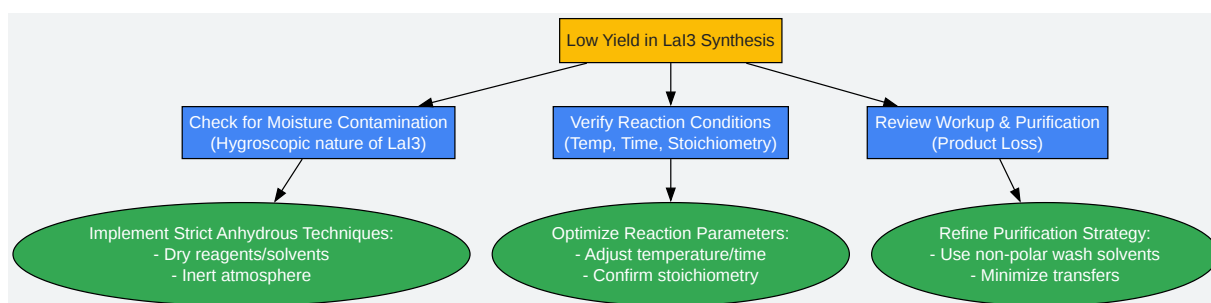 Low Yield in LaI3 Synthesis
Check for Moisture Contamination
(Hygroscopic nature of LaI3)
Verify Reaction Conditions
(Temp, Time, Stoichiometry)
Review Workup & Purification
(Product Loss)
Implement Strict Anhydrous Techniques:
- Dry reagents/solvents
- Inert atmosphere
Optimize Reaction Parameters:
- Adjust temperature/time
- Confirm stoichiometry
Refine Purification Strategy:
- Use non-polar wash solvents
- Minimize transfers